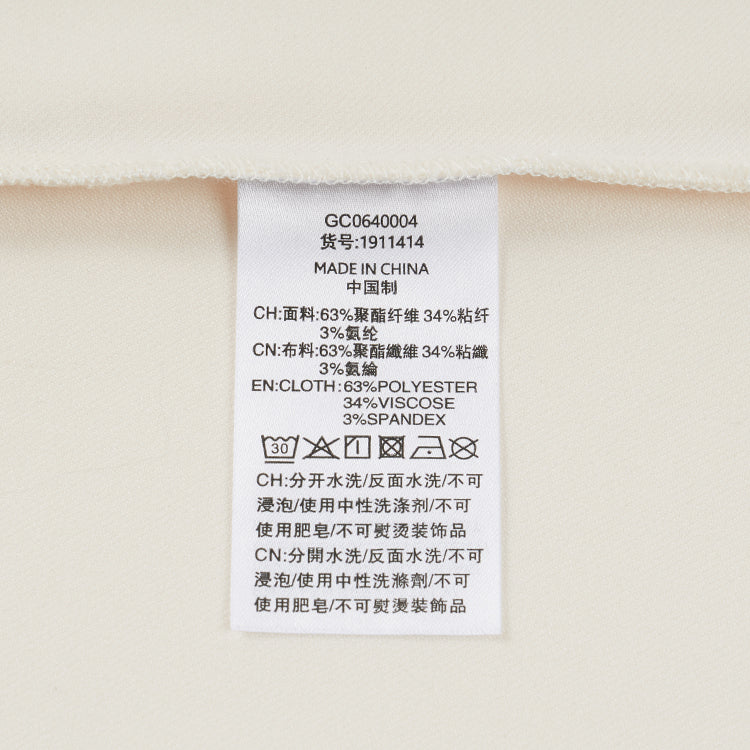 GC0640004
货号:1911414
MADE IN CHINA
中国制
CH:面料:63%聚酯纤维 34%粘纤
3%氨纶
CN:布料:63%聚酯纖維 34%粘纖
3%氨綸
EN:CLOTH:63%POLYESTER
34%VISCOSE
3%SPANDEX
30
CH:分开水洗/反面水洗/不可
浸泡/使用中性洗涤剂/不可
使用肥皂/不可熨烫装饰品
CN:分開水洗/反面水洗/不可
浸泡/使用中性洗滌劑/不可
使用肥皂/不可熨燙裝飾品